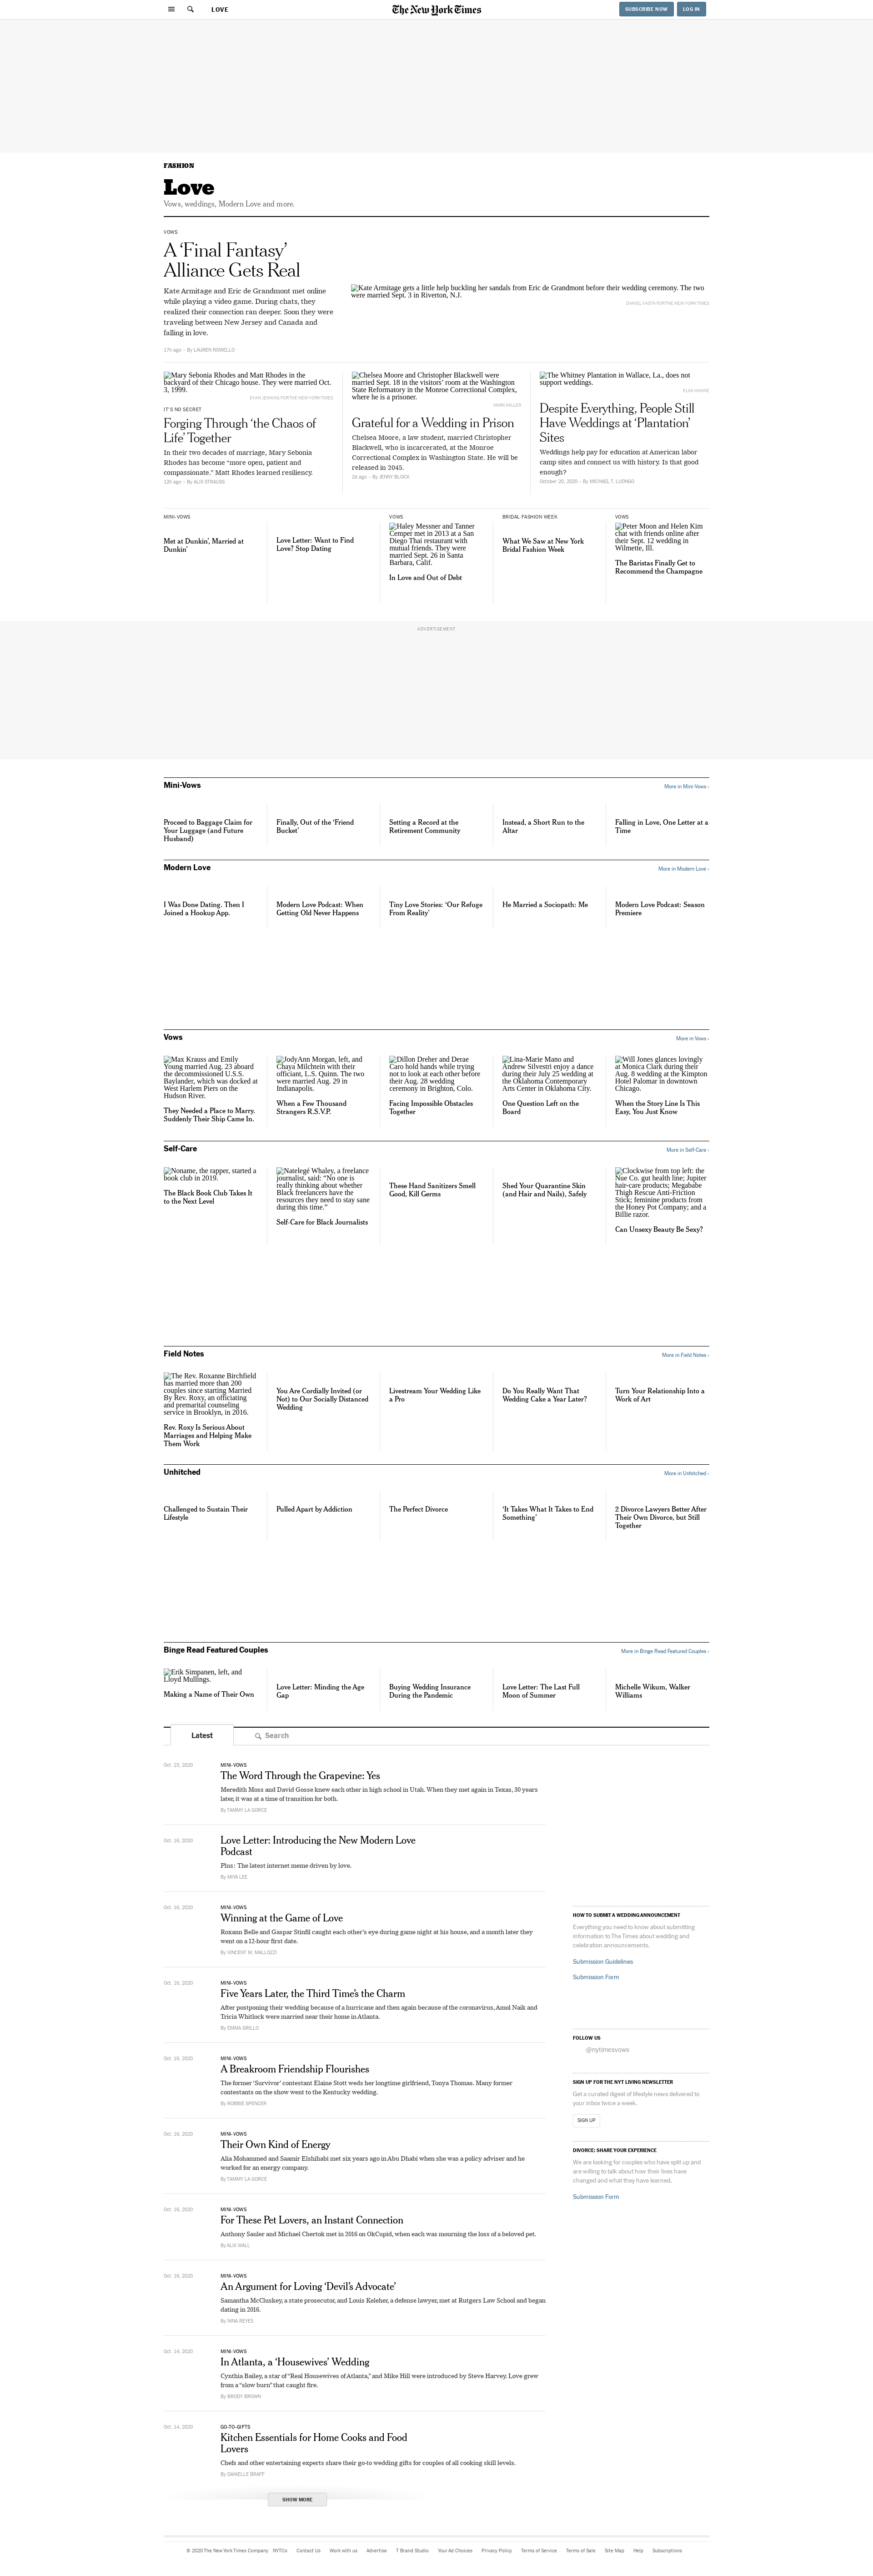 LOVE
The New York Times
SUBSCRIBE NOW
LOG IN
FASHION
Love
Vows, weddings, Modern Love and more.
VOWS
A ‘Final Fantasy’
Alliance Gets Real
Kate Armitage and Eric de Grandmont met online
while playing a video game. During chats, they
realized their connection ran deeper. Soon they were
traveling between New Jersey and Canada and
falling in love.
17h ago – By LAUREN ROWELLO
Kate Armitage gets a little help buckling her sandals from Eric de Grandmont before their wedding ceremony. The two
were married Sept. 3 in Riverton, N.J.
DANIEL VASTA FOR THE NEW YORK TIMES
Mary Sebonia Rhodes and Matt Rhodes in the
backyard of their Chicago house. They were married Oct.
3, 1999.
EVAN JENKINS FOR THE NEW YORK TIMES
IT’S NO SECRET
Forging Through ‘the Chaos of
Life’ Together
In their two decades of marriage, Mary Sebonia
Rhodes has become “more open, patient and
compassionate.” Matt Rhodes learned resiliency.
12h ago – By ALIX STRAUSS
Chelsea Moore and Christopher Blackwell were
married Sept. 18 in the visitors’ room at the Washington
State Reformatory in the Monroe Correctional Complex,
where he is a prisoner.
MARK MILLER
Grateful for a Wedding in Prison
Chelsea Moore, a law student, married Christopher
Blackwell, who is incarcerated, at the Monroe
Correctional Complex in Washington State. He will be
released in 2045.
2d ago – By JENNY BLOCK
The Whitney Plantation in Wallace, La., does not
support weddings.
ELSA HAHNE
Despite Everything, People Still
Have Weddings at ‘Plantation’
Sites
Weddings help pay for education at American labor
camp sites and connect us with history. Is that good
enough?
October 20, 2020 – By MICHAEL T. LUONGO
MINI-VOWS
Met at Dunkin’, Married at
Dunkin’
Love Letter: Want to Find
Love? Stop Dating
VOWS
Haley Messner and Tanner
Cemper met in 2013 at a San
Diego Thai restaurant with
mutual friends. They were
married Sept. 26 in Santa
Barbara, Calif.
In Love and Out of Debt
BRIDAL FASHION WEEK
What We Saw at New York
Bridal Fashion Week
VOWS
Peter Moon and Helen Kim
chat with friends online after
their Sept. 12 wedding in
Wilmette, Ill.
The Baristas Finally Get to
Recommend the Champagne
ADVERTISEMENT
Mini-Vows
More in Mini-Vows ›
Proceed to Baggage Claim for
Your Luggage (and Future
Husband)
Finally, Out of the ‘Friend
Bucket’
Setting a Record at the
Retirement Community
Instead, a Short Run to the
Altar
Falling in Love, One Letter at a
Time
Modern Love
More in Modern Love ›
I Was Done Dating. Then I
Joined a Hookup App.
Modern Love Podcast: When
Getting Old Never Happens
Tiny Love Stories: ‘Our Refuge
From Reality’
He Married a Sociopath: Me
Modern Love Podcast: Season
Premiere
Vows
More in Vows ›
Max Krauss and Emily
Young married Aug. 23 aboard
the decommissioned U.S.S.
Baylander, which was docked at
West Harlem Piers on the
Hudson River.
They Needed a Place to Marry.
Suddenly Their Ship Came In.
JodyAnn Morgan, left, and
Chaya Milchtein with their
officiant, L.S. Quinn. The two
were married Aug. 29 in
Indianapolis.
When a Few Thousand
Strangers R.S.V.P.
Dillon Dreher and Derae
Caro hold hands while trying
not to look at each other before
their Aug. 28 wedding
ceremony in Brighton, Colo.
Facing Impossible Obstacles
Together
Lina-Marie Mano and
Andrew Silvestri enjoy a dance
during their July 25 wedding at
the Oklahoma Contemporary
Arts Center in Oklahoma City.
One Question Left on the
Board
Will Jones glances lovingly
at Monica Clark during their
Aug. 8 wedding at the Kimpton
Hotel Palomar in downtown
Chicago.
When the Story Line Is This
Easy, You Just Know
Self-Care
More in Self-Care ›
Noname, the rapper, started a
book club in 2019.
The Black Book Club Takes It
to the Next Level
Natelegé Whaley, a freelance
journalist, said: “No one is
really thinking about whether
Black freelancers have the
resources they need to stay sane
during this time.”
Self-Care for Black Journalists
These Hand Sanitizers Smell
Good, Kill Germs
Shed Your Quarantine Skin
(and Hair and Nails), Safely
Clockwise from top left: the
Nue Co. gut health line; Jupiter
hair-care products; Megababe
Thigh Rescue Anti-Friction
Stick; feminine products from
the Honey Pot Company; and a
Billie razor.
Can Unsexy Beauty Be Sexy?
Field Notes
More in Field Notes ›
The Rev. Roxanne Birchfield
has married more than 200
couples since starting Married
By Rev. Roxy, an officiating
and premarital counseling
service in Brooklyn, in 2016.
Rev. Roxy Is Serious About
Marriages and Helping Make
Them Work
You Are Cordially Invited (or
Not) to Our Socially Distanced
Wedding
Livestream Your Wedding Like
a Pro
Do You Really Want That
Wedding Cake a Year Later?
Turn Your Relationship Into a
Work of Art
Unhitched
More in Unhitched ›
Challenged to Sustain Their
Lifestyle
Pulled Apart by Addiction
The Perfect Divorce
‘It Takes What It Takes to End
Something’
2 Divorce Lawyers Better After
Their Own Divorce, but Still
Together
Binge Read Featured Couples
More in Binge Read Featured Couples ›
Erik Simpanen, left, and
Lloyd Mullings.
Making a Name of Their Own
Love Letter: Minding the Age
Gap
Buying Wedding Insurance
During the Pandemic
Love Letter: The Last Full
Moon of Summer
Michelle Wikum, Walker
Williams
Latest
Search
Oct. 23, 2020
MINI-VOWS
The Word Through the Grapevine: Yes
Meredith Moss and David Gosse knew each other in high school in Utah. When they met again in Texas, 30 years
later, it was at a time of transition for both.
By TAMMY LA GORCE
Oct. 16, 2020
Love Letter: Introducing the New Modern Love
Podcast
Plus: The latest internet meme driven by love.
By MIYA LEE
Oct. 16, 2020
MINI-VOWS
Winning at the Game of Love
Roxann Belle and Gaspar Stinfil caught each other’s eye during game night at his house, and a month later they
went on a 12-hour first date.
By VINCENT M. MALLOZZI
Oct. 16, 2020
MINI-VOWS
Five Years Later, the Third Time’s the Charm
After postponing their wedding because of a hurricane and then again because of the coronavirus, Amol Naik and
Tricia Whitlock were married near their home in Atlanta.
By EMMA GRILLO
Oct. 16, 2020
MINI-VOWS
A Breakroom Friendship Flourishes
The former ‘Survivor’ contestant Elaine Stott weds her longtime girlfriend, Tonya Thomas. Many former
contestants on the show went to the Kentucky wedding.
By ROBBIE SPENCER
Oct. 16, 2020
MINI-VOWS
Their Own Kind of Energy
Alia Mohammed and Saamir Elshihabi met six years ago in Abu Dhabi when she was a policy adviser and he
worked for an energy company.
By TAMMY LA GORCE
Oct. 16, 2020
MINI-VOWS
For These Pet Lovers, an Instant Connection
Anthony Sauler and Michael Chertok met in 2016 on OkCupid, when each was mourning the loss of a beloved pet.
By ALIX WALL
Oct. 16, 2020
MINI-VOWS
An Argument for Loving ‘Devil’s Advocate’
Samantha McCluskey, a state prosecutor, and Louis Keleher, a defense lawyer, met at Rutgers Law School and began
dating in 2016.
By NINA REYES
Oct. 14, 2020
MINI-VOWS
In Atlanta, a ‘Housewives’ Wedding
Cynthia Bailey, a star of “Real Housewives of Atlanta,” and Mike Hill were introduced by Steve Harvey. Love grew
from a “slow burn” that caught fire.
By BRODY BROWN
Oct. 14, 2020
GO-TO-GIFTS
Kitchen Essentials for Home Cooks and Food
Lovers
Chefs and other entertaining experts share their go-to wedding gifts for couples of all cooking skill levels.
By DANIELLE BRAFF
SHOW MORE
HOW TO SUBMIT A WEDDING ANNOUNCEMENT
Everything you need to know about submitting
information to The Times about wedding and
celebration announcements.
Submission Guidelines
Submission Form
FOLLOW US
@nytimesvows
SIGN UP FOR THE NYT LIVING NEWSLETTER
Get a curated digest of lifestyle news delivered to
your inbox twice a week.
SIGN UP
DIVORCE: SHARE YOUR EXPERIENCE
We are looking for couples who have split up and
are willing to talk about how their lives have
changed and what they have learned.
Submission Form
© 2020 The New York Times Company NYTCo Contact Us Work with us Advertise T Brand Studio Your Ad Choices Privacy Policy Terms of Service Terms of Sale Site Map Help Subscriptions